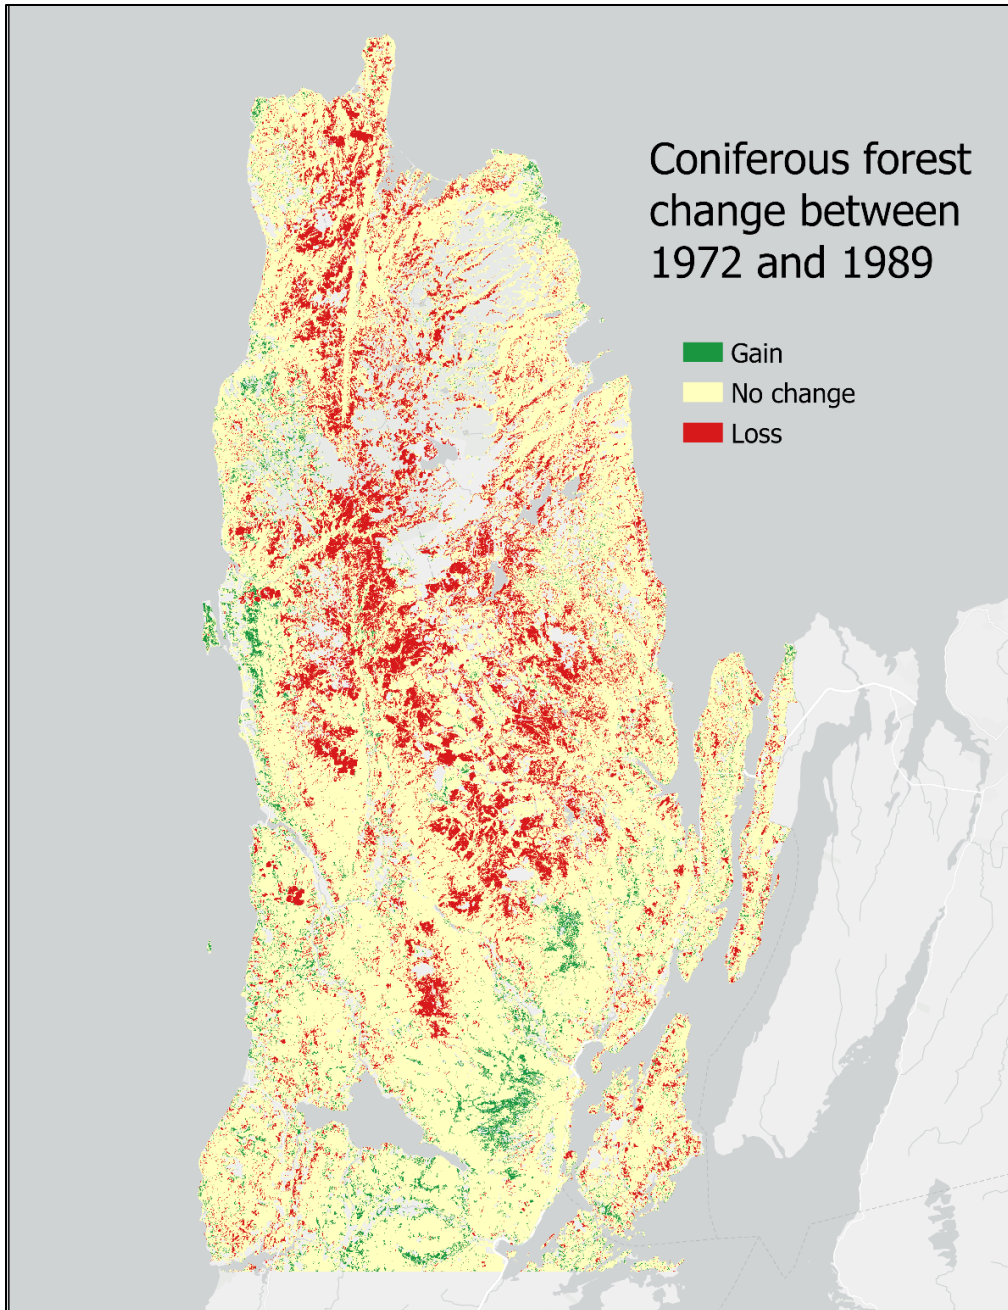 Coniferous forest
change between
1972 and 1989
Gain
No change
Loss